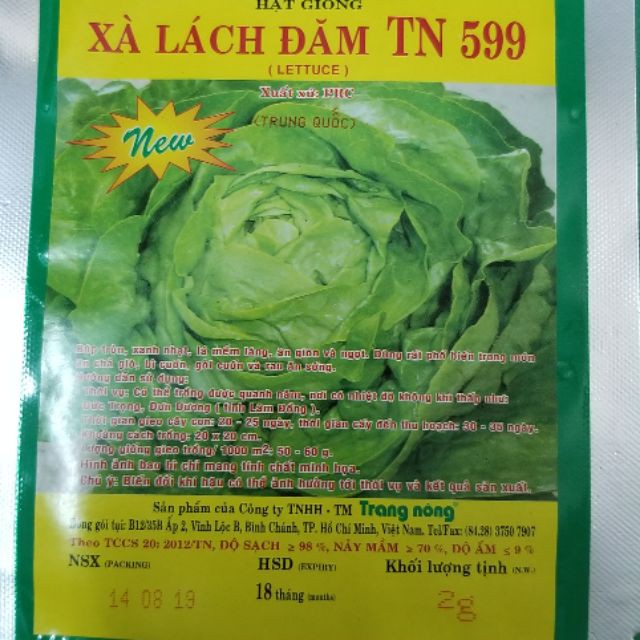 HẠT GIỐNG
XÀ LÁCH ĐĂM TN 599
( LETTUCE )
Xuất xứ: PRC
(TRUNG QUỐC)
New
Búp tròn, xanh nhạt, lá mềm láng, ăn giòn và ngọt. Dùng rất phổ biến trong món
ăn chả giò, bì cuốn, gỏi cuốn và rau ăn sống.
Hướng dẫn sử dụng:
Thời vụ: Có thể trồng được quanh năm, nơi có nhiệt độ không khí thấp như:
Đức Trọng, Đơn Dương ( tỉnh Lâm Đồng ).
Thời gian gieo cây con: 20 - 25 ngày, thời gian cấy đến thu hoạch: 30 - 35 ngày.
Khoảng cách trồng: 20 x 20 cm.
Lượng giống gieo trồng/ 1000 m2: 50 - 60 g.
Hình ảnh bao bì chỉ mang tính chất minh họa.
Chú ý: Biến đổi khí hậu có thể ảnh hưởng tới thời vụ và kết quả sản xuất.
Sản phẩm của Công ty TNHH - TM Trang nông
Đóng gói tại: B12/35B Ấp 2, Vĩnh Lộc B, Bình Chánh, TP. Hồ Chí Minh, Việt Nam. Tel/Fax: (84.28) 3750 7907
Theo TCCS 20: 2012/TN, ĐỘ SẠCH ≥ 98 %, NẢY MẦM ≥ 70 %, ĐỘ ẨM ≤ 9 %
NSX (PACKING) HSD (EXPIRY) Khối lượng tịnh (N.W.)
14 08 19 18 tháng (months) 2g